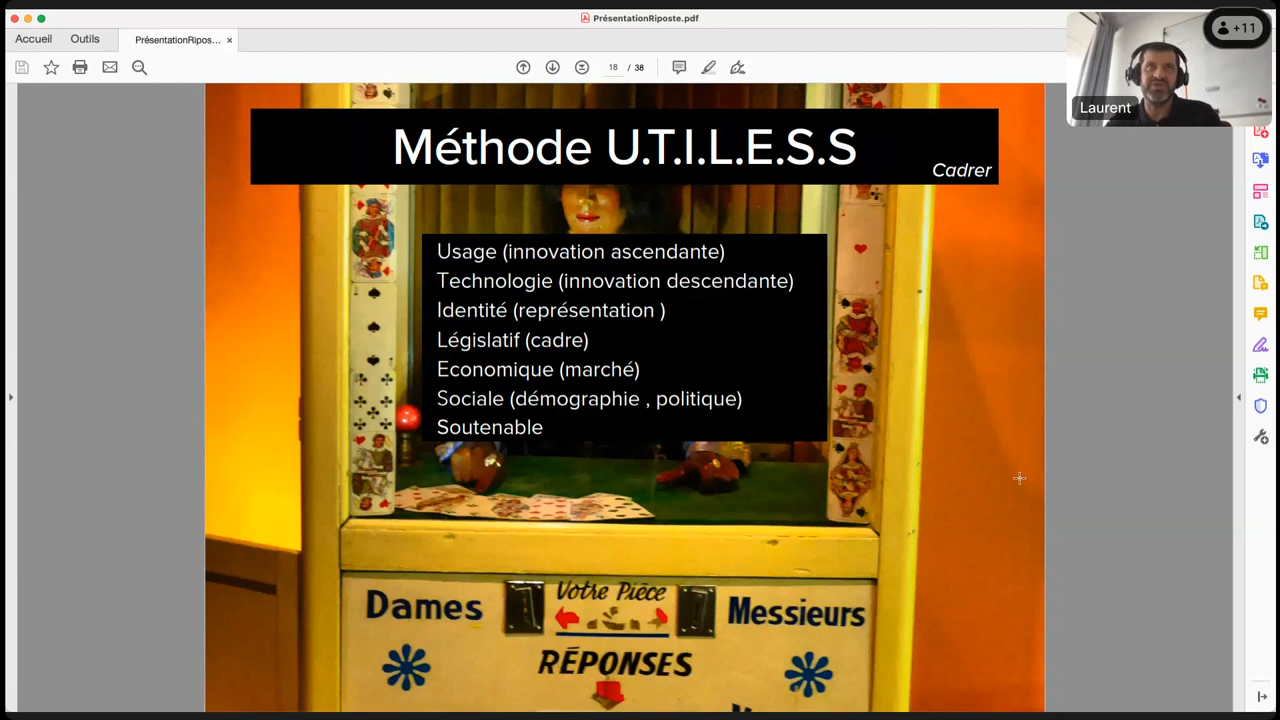 PrésentationRiposte.pdf
+11
Accueil
Outils
PrésentationRipos...
18 / 38
Laurent
Méthode U.T.I.L.E.S.S
Cadrer
Usage (innovation ascendante)
Technologie (innovation descendante)
Identité (représentation )
Législatif (cadre)
Economique (marché)
Sociale (démographie , politique)
Soutenable
Dames
Votre Pièce
Messieurs
RÉPONSES